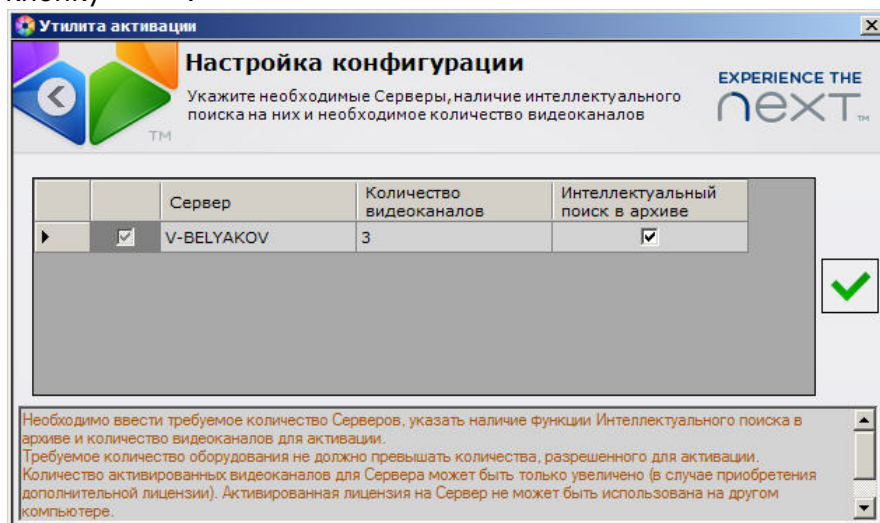 Утилита активации
Настройка конфигурации
Укажите необходимые Серверы, наличие интеллектуального
поиска на них и необходимое количество видеоканалов
EXPERIENCE THE
next™
TM
Сервер
Количество
видеоканалов
Интеллектуальный
поиск в архиве
V-BELYAKOV
3
Необходимо ввести требуемое количество Серверов, указать наличие функции Интеллектуального поиска в
архиве и количество видеоканалов для активации.
Требуемое количество оборудования не должно превышать количества, разрешенного для активации.
Количество активированных видеоканалов для Сервера может быть только увеличено (в случае приобретения
дополнительной лицензии). Активированная лицензия на Сервер не может быть использована на другом
компьютере.